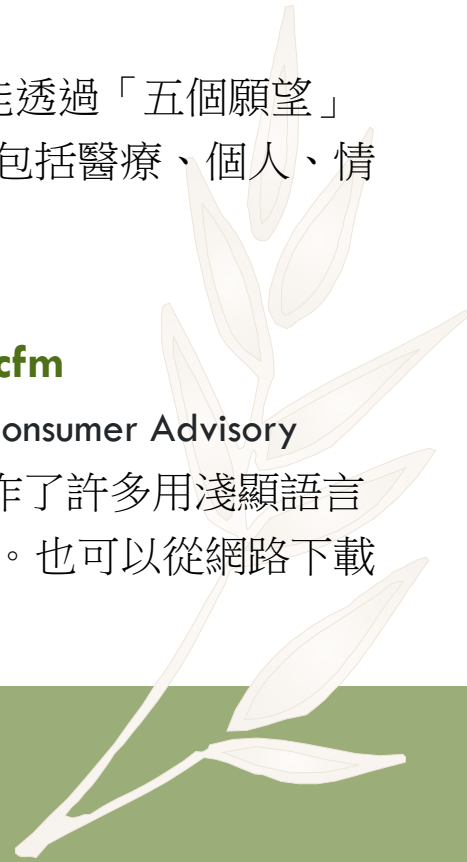 能透過「五個願望」
包括醫療、個人、情
cfm
onsumer Advisory
作了許多用淺顯語言
。也可以從網路下載